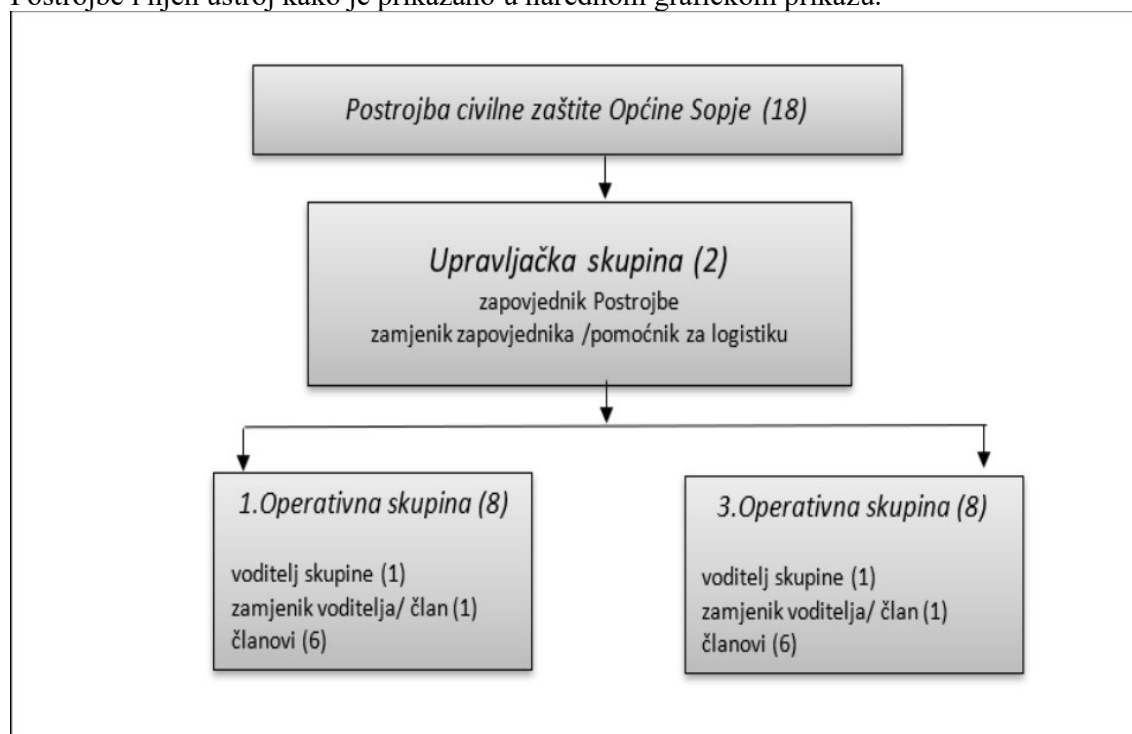 Postrojbe i njen ustroj kako je prikazano u narednom grafičkom prikazu:
Postrojba civilne zaštite Općine Sopje (18)
Upravljačka skupina (2)
zapovjednik Postrojbe
zamjenik zapovjednika /pomoćnik za logistiku
1.Operativna skupina (8)
voditelj skupine (1)
zamjenik voditelja/ član (1)
članovi (6)
3.Operativna skupina (8)
voditelj skupine (1)
zamjenik voditelja/ član (1)
članovi (6)